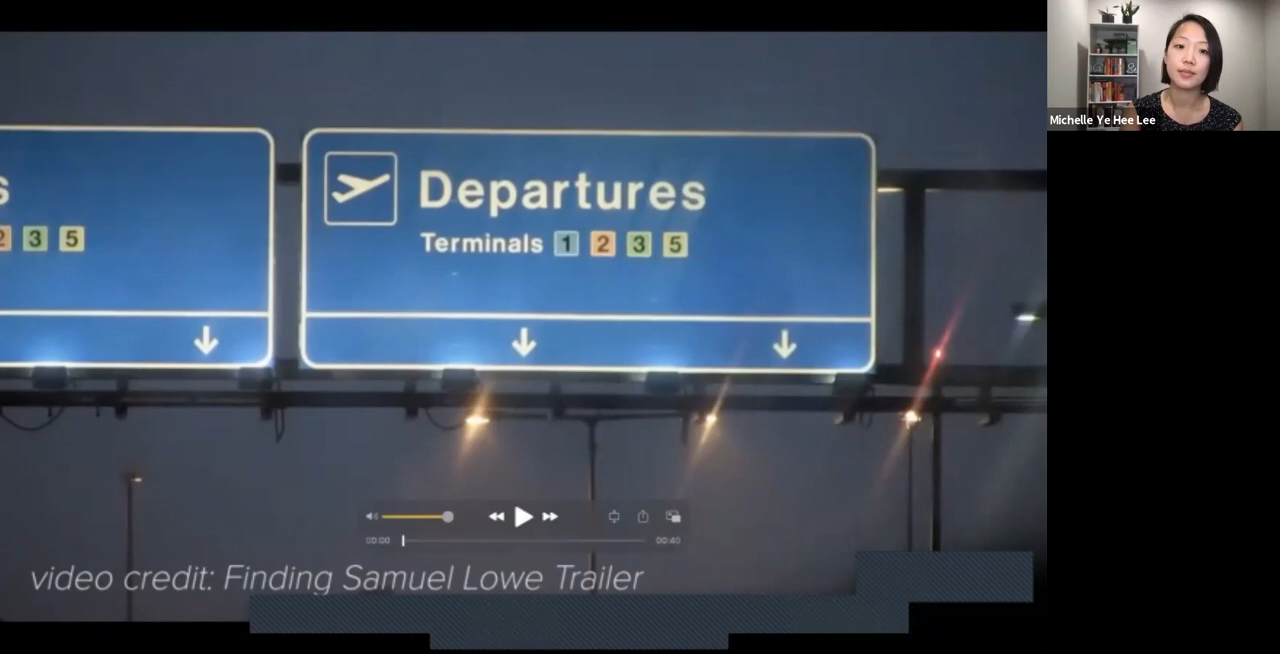 s
2 3 5
Departures
Terminals 1 2 3 5
00:00
00:40
video credit: Finding Samuel Lowe Trailer
Michelle Ye Hee Lee